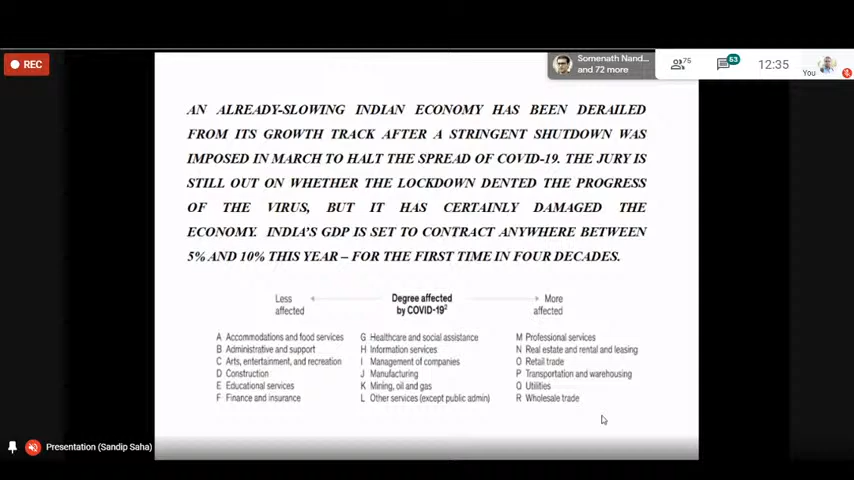 REC
Somenath Nand...
and 72 more
75
53
12:35
You
AN ALREADY-SLOWING INDIAN ECONOMY HAS BEEN DERAILED
FROM ITS GROWTH TRACK AFTER A STRINGENT SHUTDOWN WAS
IMPOSED IN MARCH TO HALT THE SPREAD OF COVID-19. THE JURY IS
STILL OUT ON WHETHER THE LOCKDOWN DENTED THE PROGRESS
OF THE VIRUS, BUT IT HAS CERTAINLY DAMAGED THE
ECONOMY. INDIA'S GDP IS SET TO CONTRACT ANYWHERE BETWEEN
5% AND 10% THIS YEAR – FOR THE FIRST TIME IN FOUR DECADES.
Less affected
Degree affected by COVID-19²
More affected
A Accommodations and food services
B Administrative and support
C Arts, entertainment, and recreation
D Construction
E Educational services
F Finance and insurance
G Healthcare and social assistance
H Information services
I Management of companies
J Manufacturing
K Mining, oil and gas
L Other services (except public admin)
M Professional services
N Real estate and rental and leasing
O Retail trade
P Transportation and warehousing
Q Utilities
R Wholesale trade
Presentation (Sandip Saha)